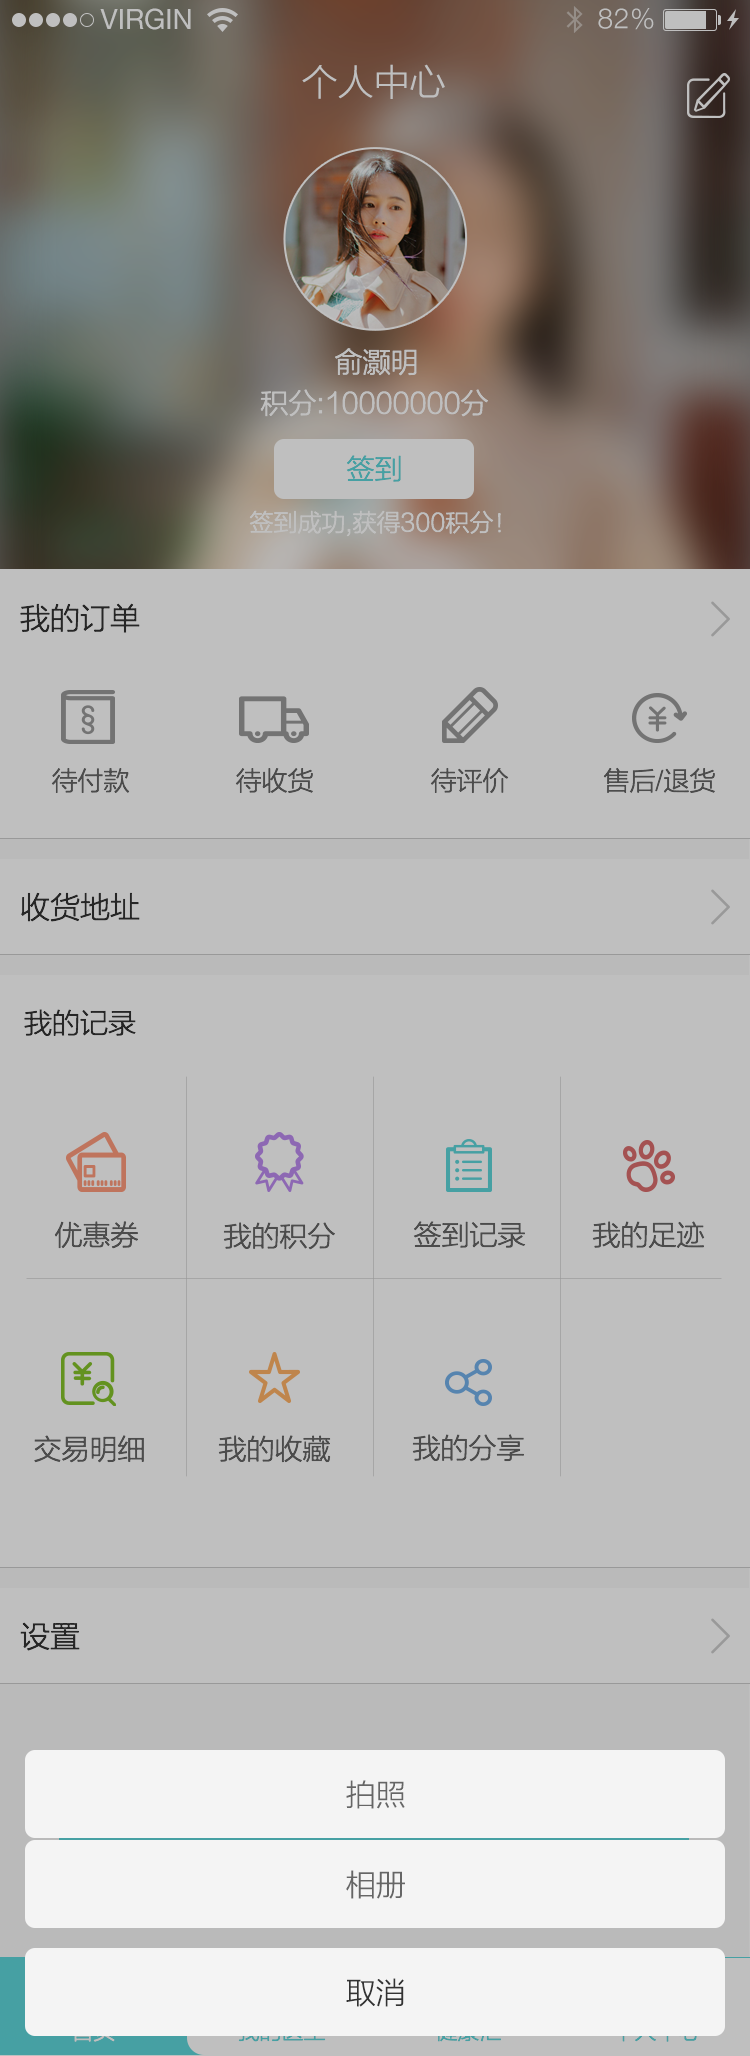 VIRGIN 82%
个人中心
俞灏明
积分:10000000分
签到
签到成功,获得300积分!
我的订单
待付款 待收货 待评价 售后/退货
收货地址
我的记录
优惠券 我的积分 签到记录 我的足迹
交易明细 我的收藏 我的分享
设置
拍照
相册
取消